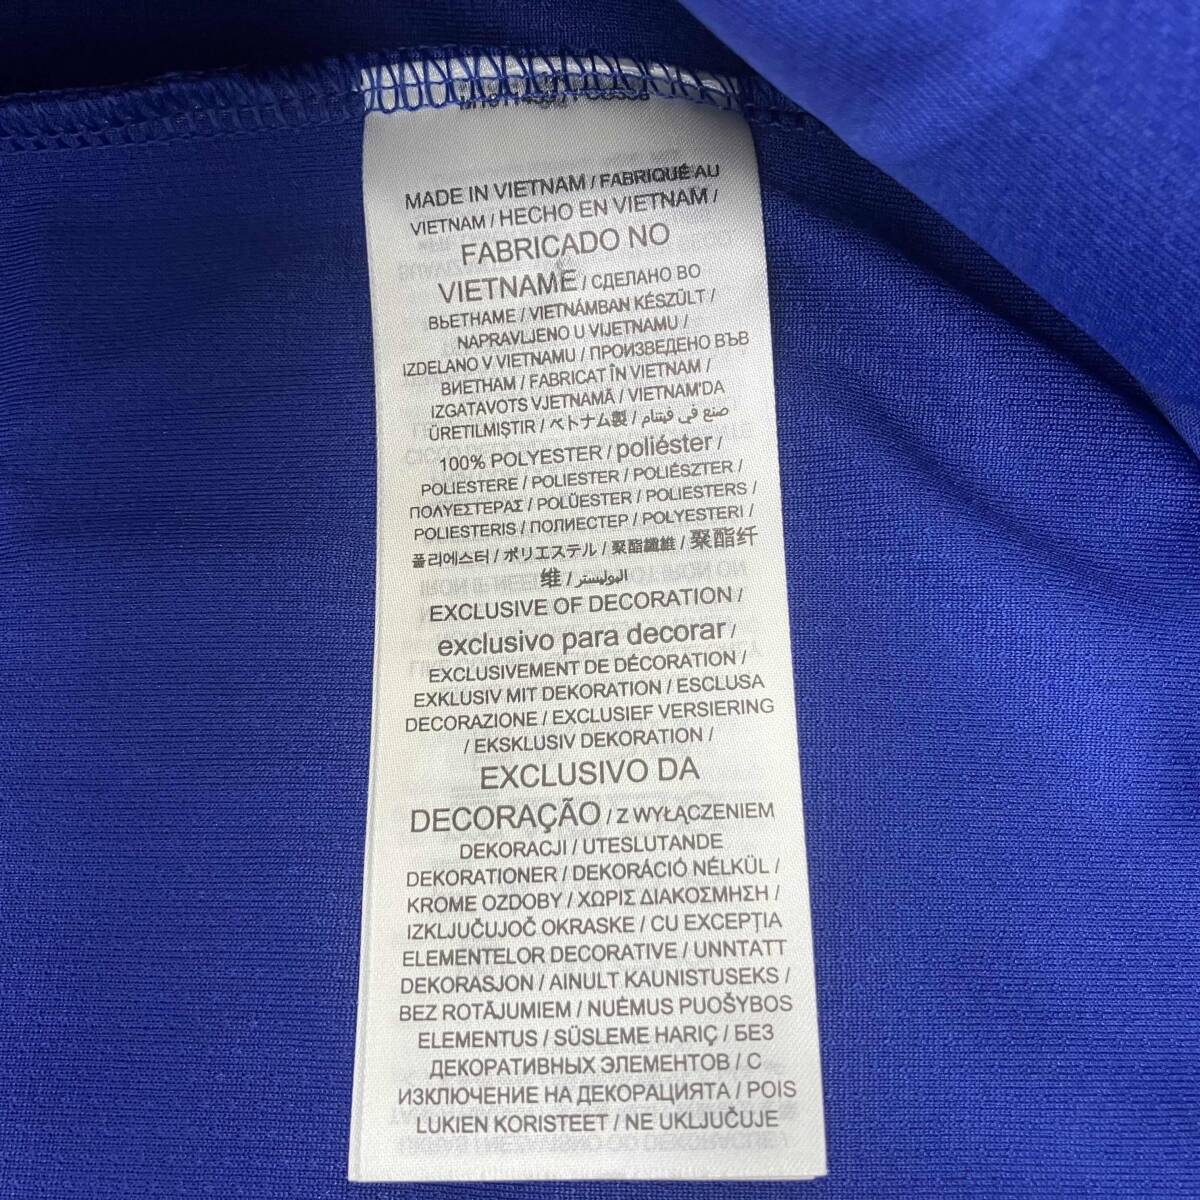 MADE IN VIETNAM / FABRIQUÉ AU
VIETNAM / HECHO EN VIETNAM /
FABRICADO NO
VIETNAME / СДЕЛАНО ВО
ВЬЕТНАМЕ / VIETNÁMBAN KÉSZÜLT /
NAPRAVLJENO U VIJETNAMU /
IZDELANO V VIETNAMU / ПРОИЗВЕДЕНО ВЪВ
ВИЕТНАМ / FABRICAT ÎN VIETNAM /
IZGATAVOTS VJETNAMĀ / VIETNAM'DA
ÜRETILMIŞTIR / ベトナム製 / صنع في فيتنام
100% POLYESTER / poliéster /
POLIESTERE / POLIESTER / POLIÉSZTER /
ΠΟΛΥΕΣΤΕΡΑΣ / POLÜESTER / POLIESTERS /
POLIESTERIS / ПОЛИЕСТЕР / POLYESTERI /
폴리에스터 / ポリエステル / 聚酯纖維 / 聚酯纤
维 / البوليستر
EXCLUSIVE OF DECORATION /
exclusivo para decorar /
EXCLUSIVEMENT DE DÉCORATION /
EXKLUSIV MIT DEKORATION / ESCLUSA
DECORAZIONE / EXCLUSIEF VERSIERING
/ EKSKLUSIV DEKORATION /
EXCLUSIVO DA
DECORAÇÃO / Z WYŁĄCZENIEM
DEKORACJI / UTESLUTANDE
DEKORATIONER / DEKORÁCIÓ NÉLKÜL /
KROME OZDOBY / ΧΩΡΙΣ ΔΙΑΚΟΣΜΗΣΗ /
IZKLJUČUJOČ OKRASKE / CU EXCEPŢIA
ELEMENTELOR DECORATIVE / UNNTATT
DEKORASJON / AINULT KAUNISTUSEKS /
BEZ ROTĀJUMIEM / NUĖMUS PUOŠYBOS
ELEMENTUS / SÜSLEME HARIÇ / БЕЗ
ДЕКОРАТИВНЫХ ЭЛЕМЕНТОВ / С
ИЗКЛЮЧЕНИЕ НА ДЕКОРАЦИЯТА / POIS
LUKIEN KORISTEET / NE UKLJUČUJE